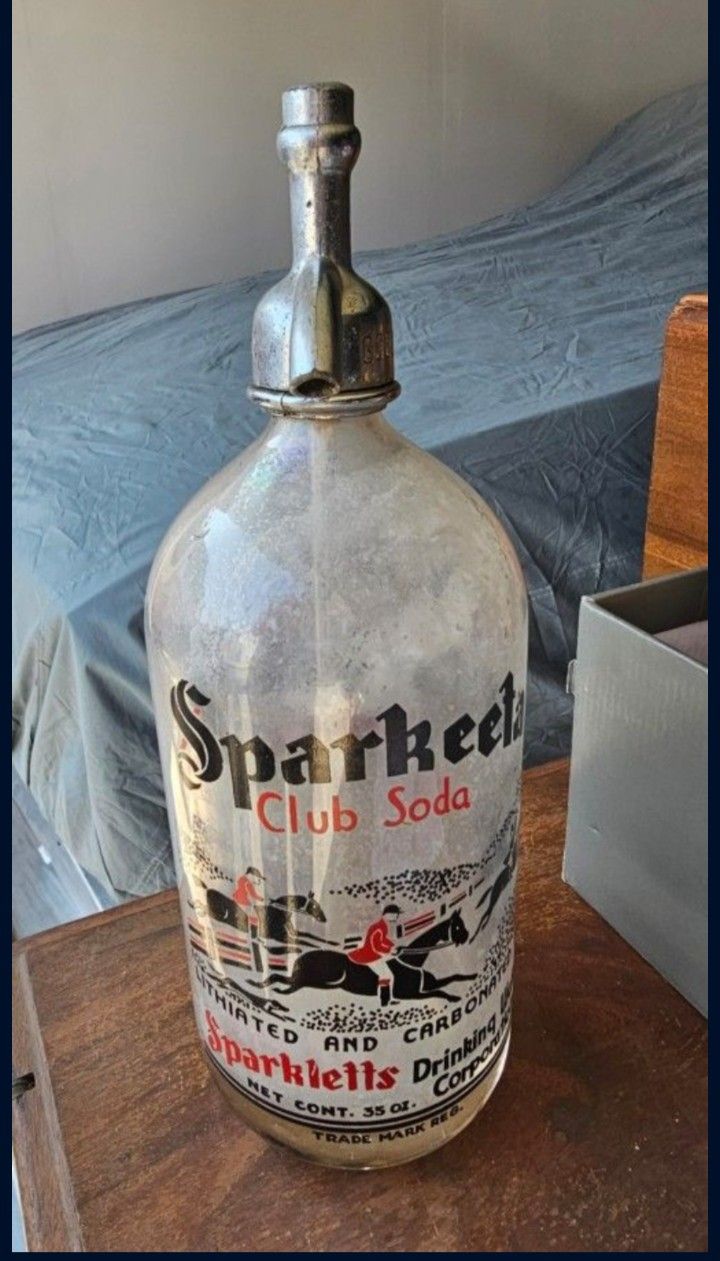 Sparkeeta
Club Soda
LITHIATED AND CARBONATED
Sparkletts Drinking
NET CONT. 35 OZ.
TRADE MARK REG.